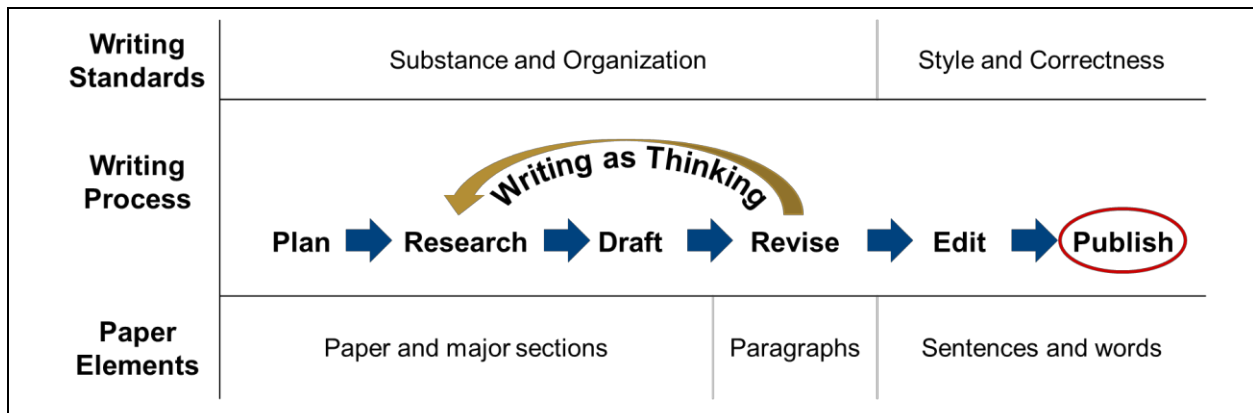 Writing
Standards
Substance and Organization
Style and Correctness
Writing
Process
Writing as Thinking
Plan
Research
Draft
Revise
Edit
Publish
Paper
Elements
Paper and major sections
Paragraphs
Sentences and words